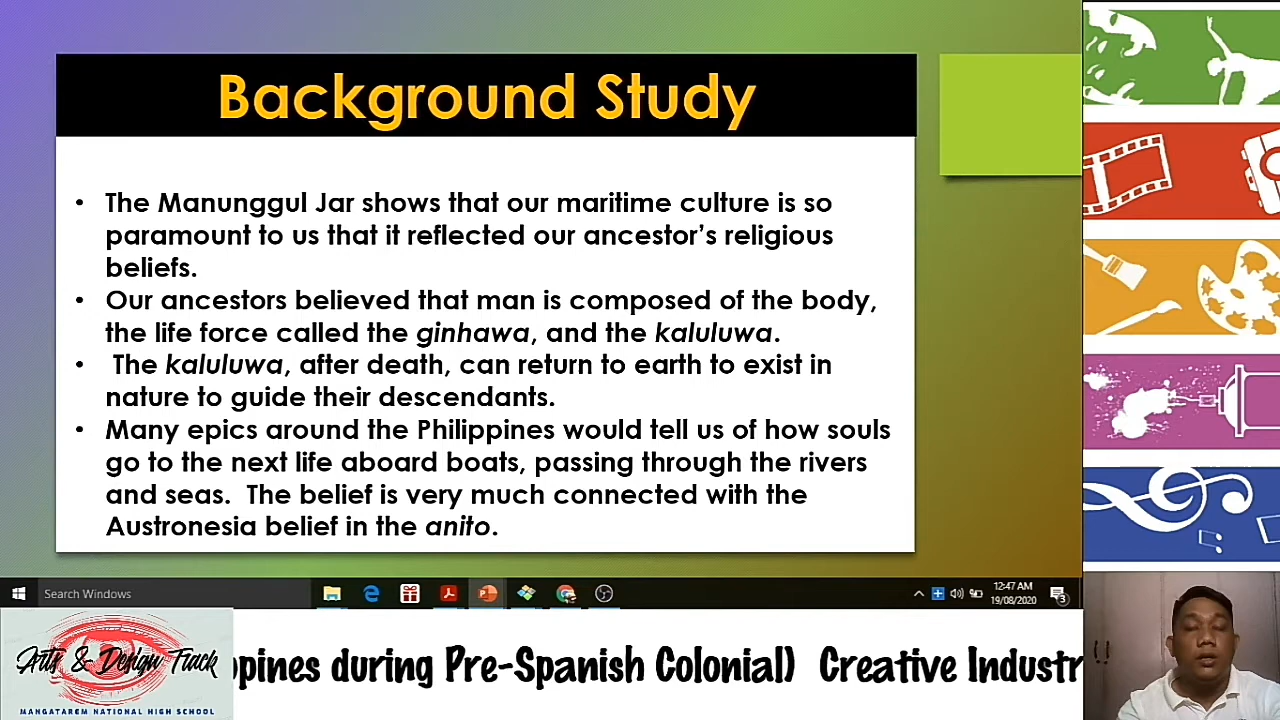 Background Study
• The Manunggul Jar shows that our maritime culture is so
paramount to us that it reflected our ancestor's religious
beliefs.
• Our ancestors believed that man is composed of the body,
the life force called the ginhawa, and the kaluluwa.
• The kaluluwa, after death, can return to earth to exist in
nature to guide their descendants.
• Many epics around the Philippines would tell us of how souls
go to the next life aboard boats, passing through the rivers
and seas. The belief is very much connected with the
Austronesia belief in the anito.
Search Windows
12:47 AM
19/08/2020
3
Arts & Design Track
MANGATAREM NATIONAL HIGH SCHOOL
ppines during Pre-Spanish Colonial) Creative Industr